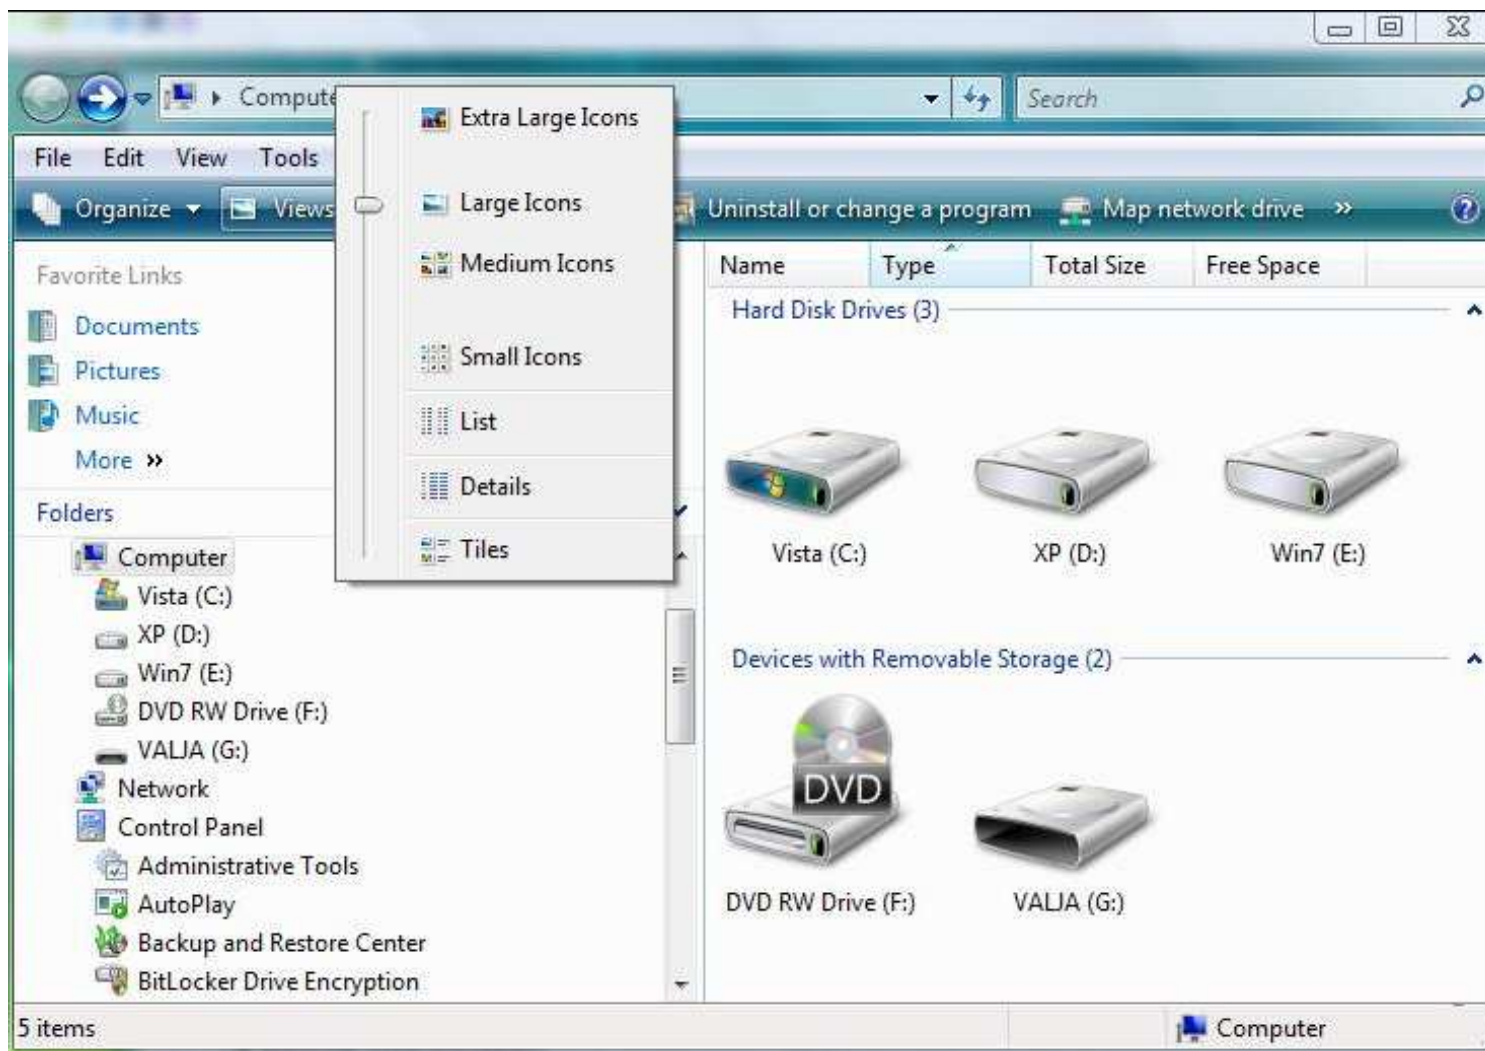 Compute
Search
File Edit View Tools
Organize Views Uninstall or change a program Map network drive »
Extra Large Icons
Large Icons
Medium Icons
Small Icons
List
Details
Tiles
Favorite Links
Documents
Pictures
Music
More »
Folders
Computer
Vista (C:)
XP (D:)
Win7 (E:)
DVD RW Drive (F:)
VALJA (G:)
Network
Control Panel
Administrative Tools
AutoPlay
Backup and Restore Center
BitLocker Drive Encryption
Name Type Total Size Free Space
Hard Disk Drives (3)
Vista (C:) XP (D:) Win7 (E:)
Devices with Removable Storage (2)
DVD
DVD RW Drive (F:) VALJA (G:)
5 items Computer